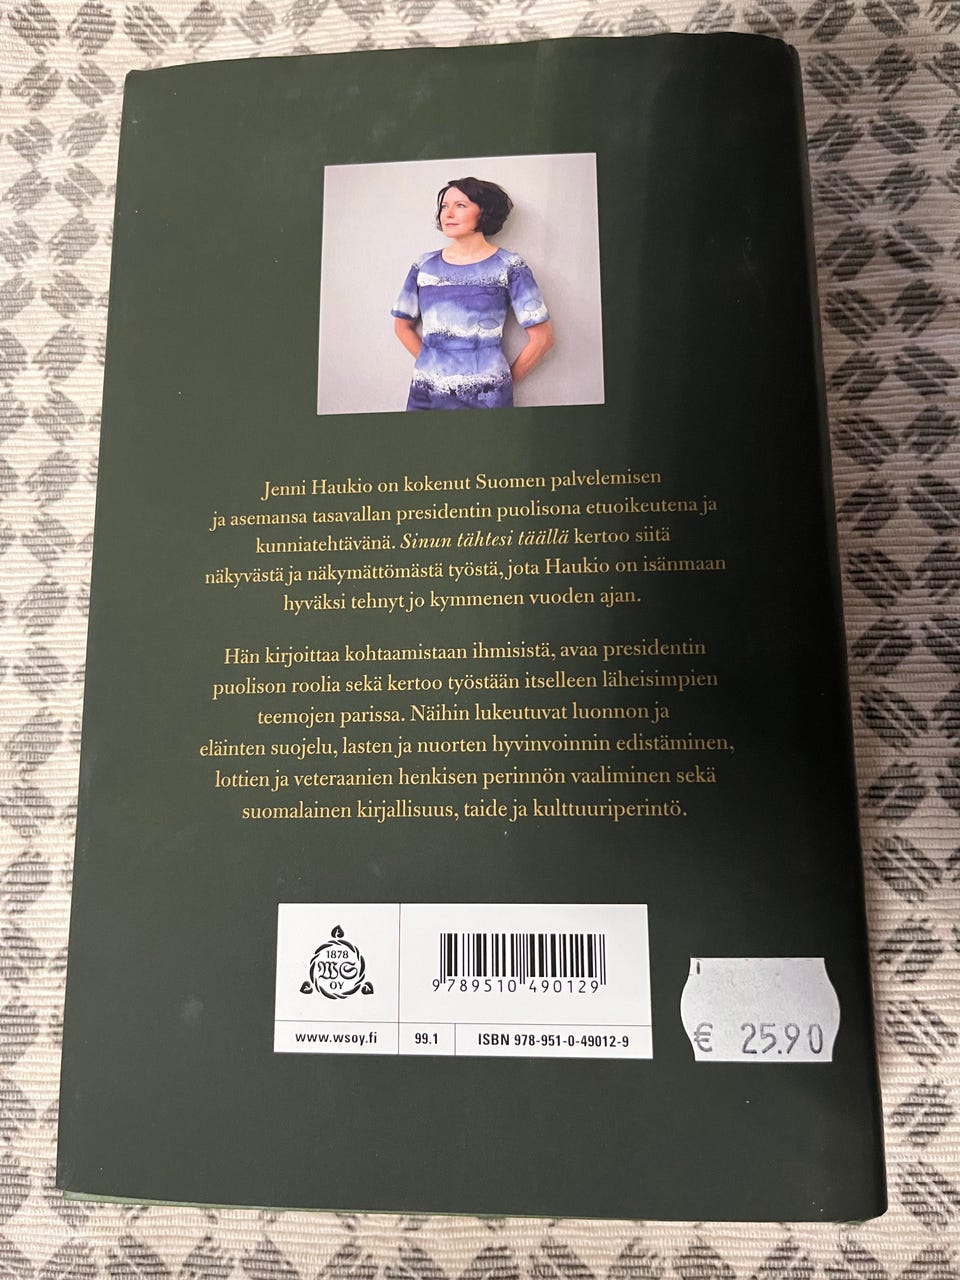 Jenni Haukio on kokenut Suomen palvelemisen
ja asemansa tasavallan presidentin puolisona etuoikeutena ja
kunniatehtävänä. Sinun tähtesi täällä kertoo siitä
näkyvästä ja näkymättömästä työstä, jota Haukio on isänmaan
hyväksi tehnyt jo kymmenen vuoden ajan.
Hän kirjoittaa kohtaamistaan ihmisistä, avaa presidentin
puolison roolia sekä kertoo työstään itselleen läheisimpien
teemojen parissa. Näihin lukeutuvat luonnon ja
eläinten suojelu, lasten ja nuorten hyvinvoinnin edistäminen,
lottien ja veteraanien henkisen perinnön vaaliminen sekä
suomalainen kirjallisuus, taide ja kulttuuriperintö.
1878
WS
OY
9 789510 490129
www.wsoy.fi
99.1
ISBN 978-951-0-49012-9
€ 25.90